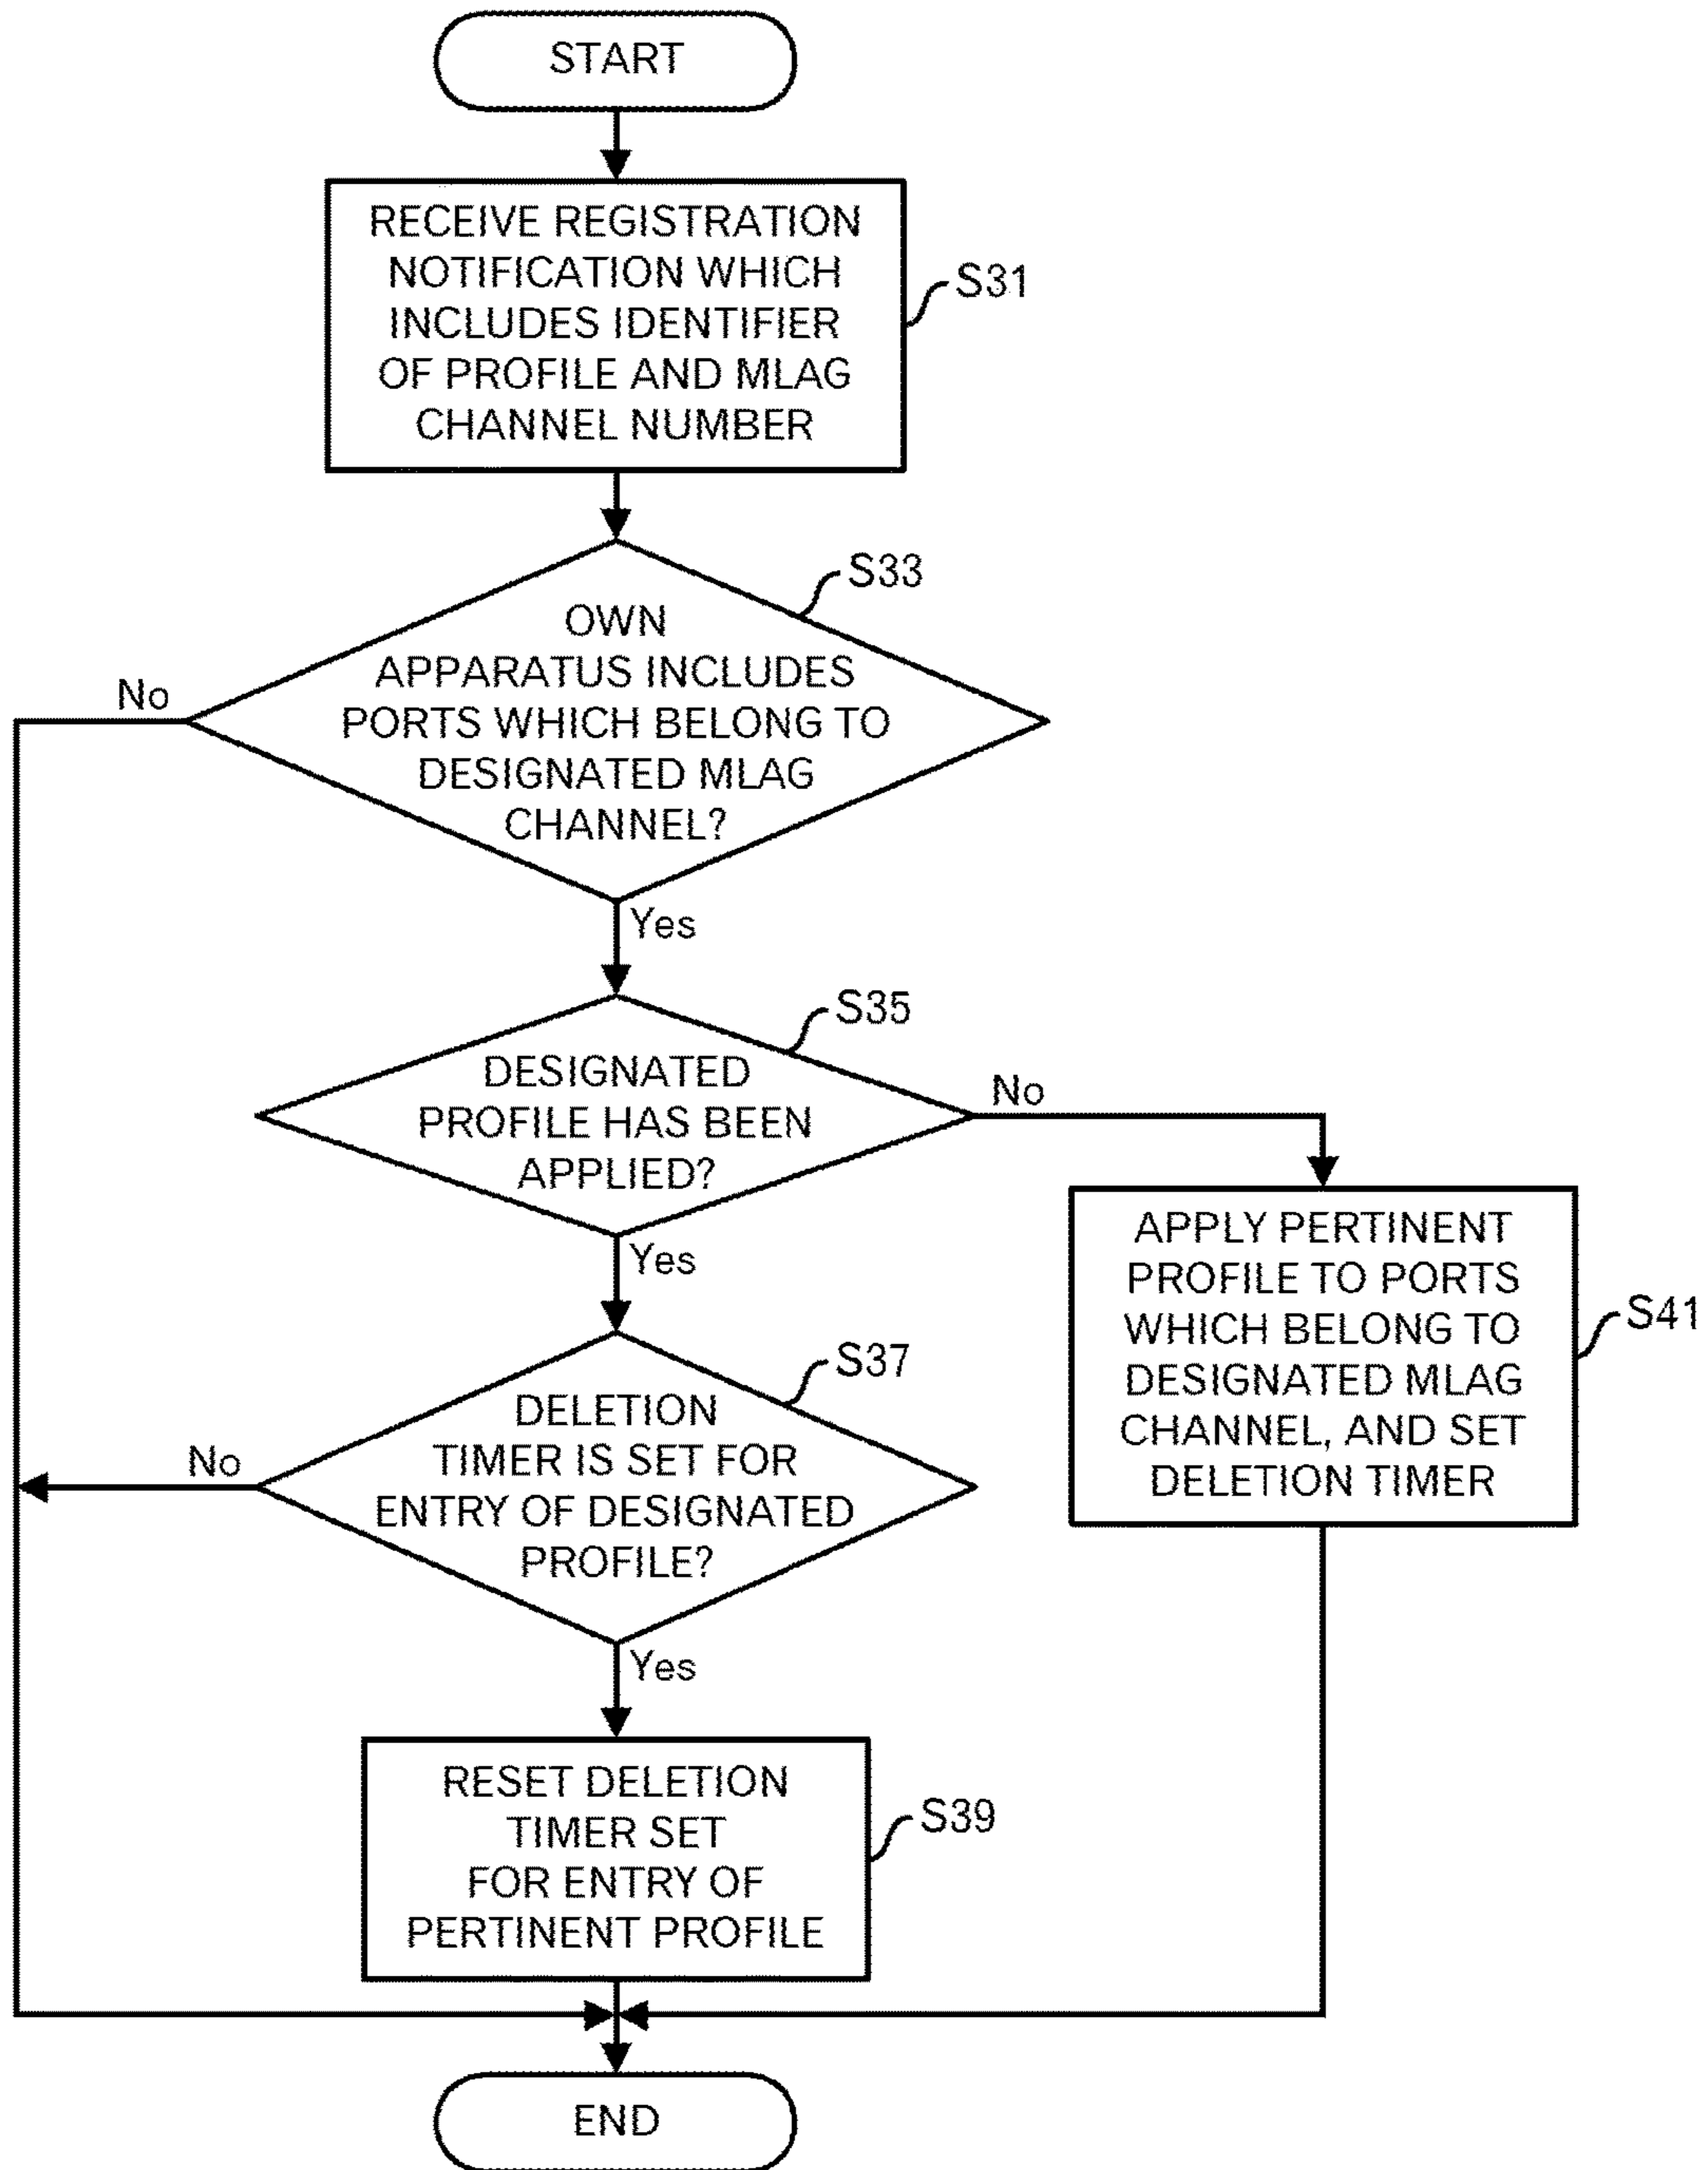 START
RECEIVE REGISTRATION
NOTIFICATION WHICH
INCLUDES IDENTIFIER
OF PROFILE AND MLAG
CHANNEL NUMBER
S31
S33
OWN
APPARATUS INCLUDES
PORTS WHICH BELONG TO
DESIGNATED MLAG
CHANNEL?
No
Yes
S35
DESIGNATED
PROFILE HAS BEEN
APPLIED?
No
Yes
APPLY PERTINENT
PROFILE TO PORTS
WHICH BELONG TO
DESIGNATED MLAG
CHANNEL, AND SET
DELETION TIMER
S41
S37
DELETION
TIMER IS SET FOR
ENTRY OF DESIGNATED
PROFILE?
No
Yes
RESET DELETION
TIMER SET
FOR ENTRY OF
PERTINENT PROFILE
S39
END